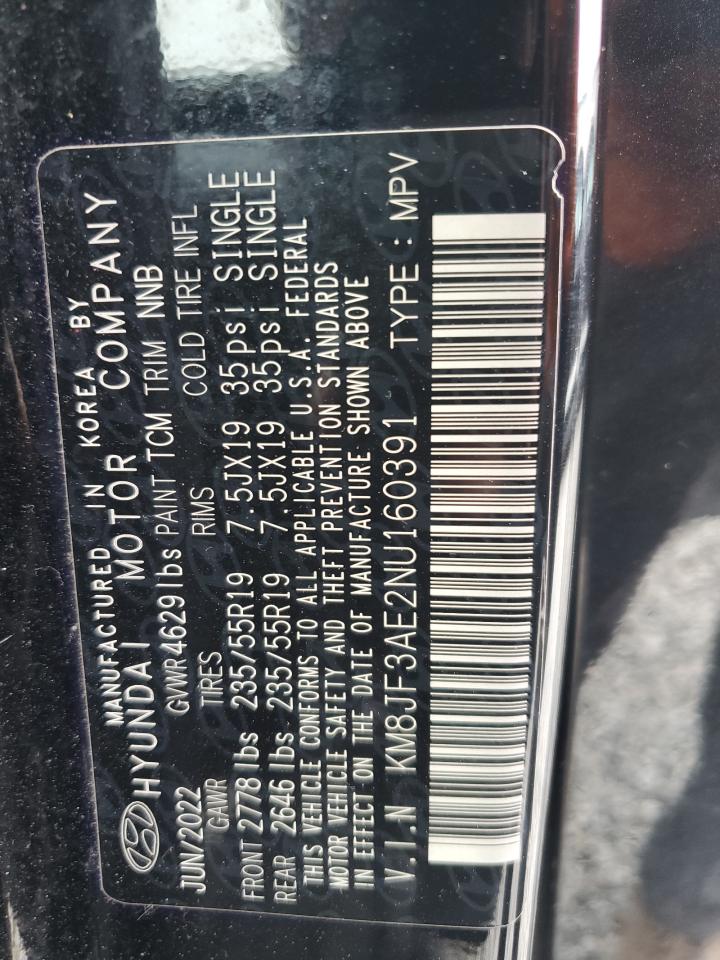 MANUFACTURED IN KOREA BY
HYUNDAI MOTOR COMPANY
JUN/2022 GVWR4629lbs PAINT TCM TRIM NNB
GAWR TIRES RIMS COLD TIRE INFL
FRONT 2778 lbs 235/55R19 7.5JX19 35psi SINGLE
REAR 2646 lbs 235/55R19 7.5JX19 35psi SINGLE
THIS VEHICLE CONFORMS TO ALL APPLICABLE U.S.A. FEDERAL
MOTOR VEHICLE SAFETY AND THEFT PREVENTION STANDARDS
IN EFFECT ON THE DATE OF MANUFACTURE SHOWN ABOVE
V.I.N KM8JF3AE2NU160391 TYPE: MPV